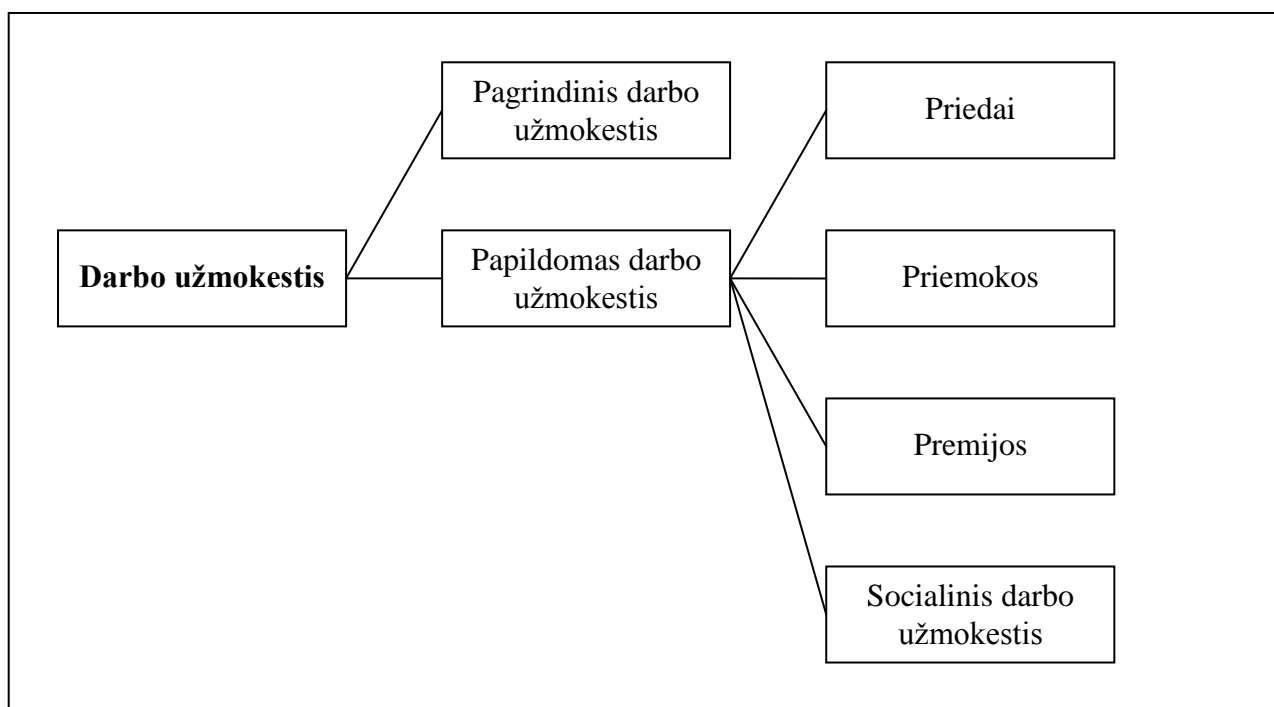 Pagrindinis darbo
užmokestis
Priedai
Darbo užmokestis
Papildomas darbo
užmokestis
Priemokos
Premijos
Socialinis darbo
užmokestis